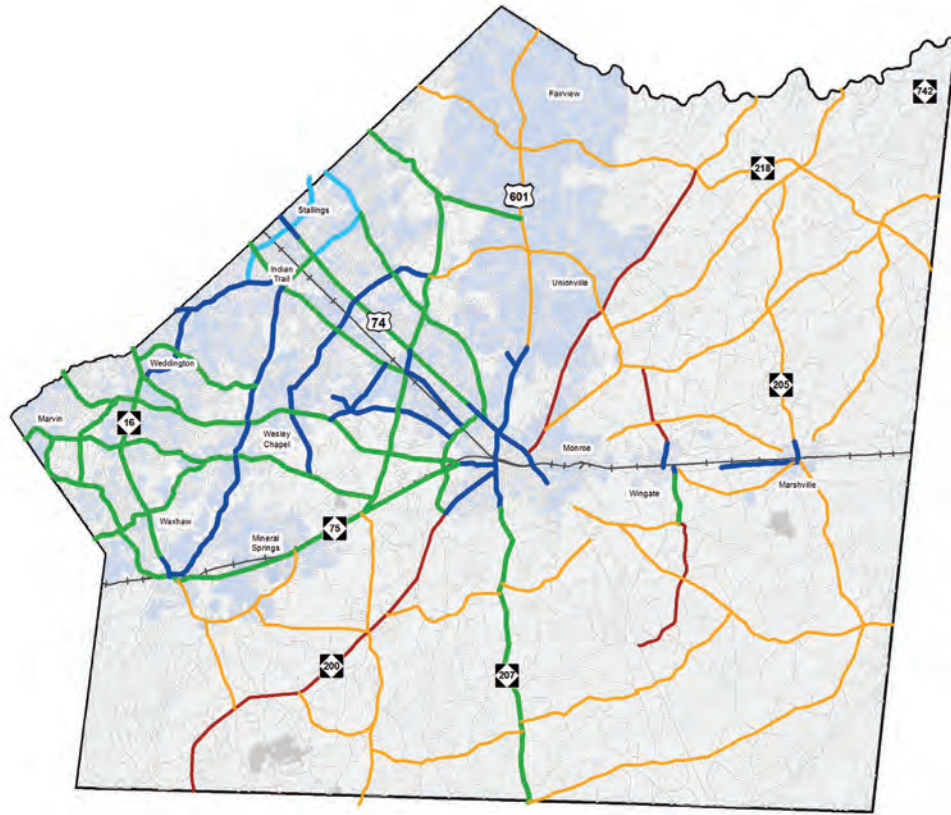 742
Fairview
218
601
Stallings
Indian
Trail
Unionville
74
Weddington
205
Marvin
16
Wesley
Chapel
Monroe
Wingate
Marshville
Waxhaw
75
Mineral
Springs
200
207